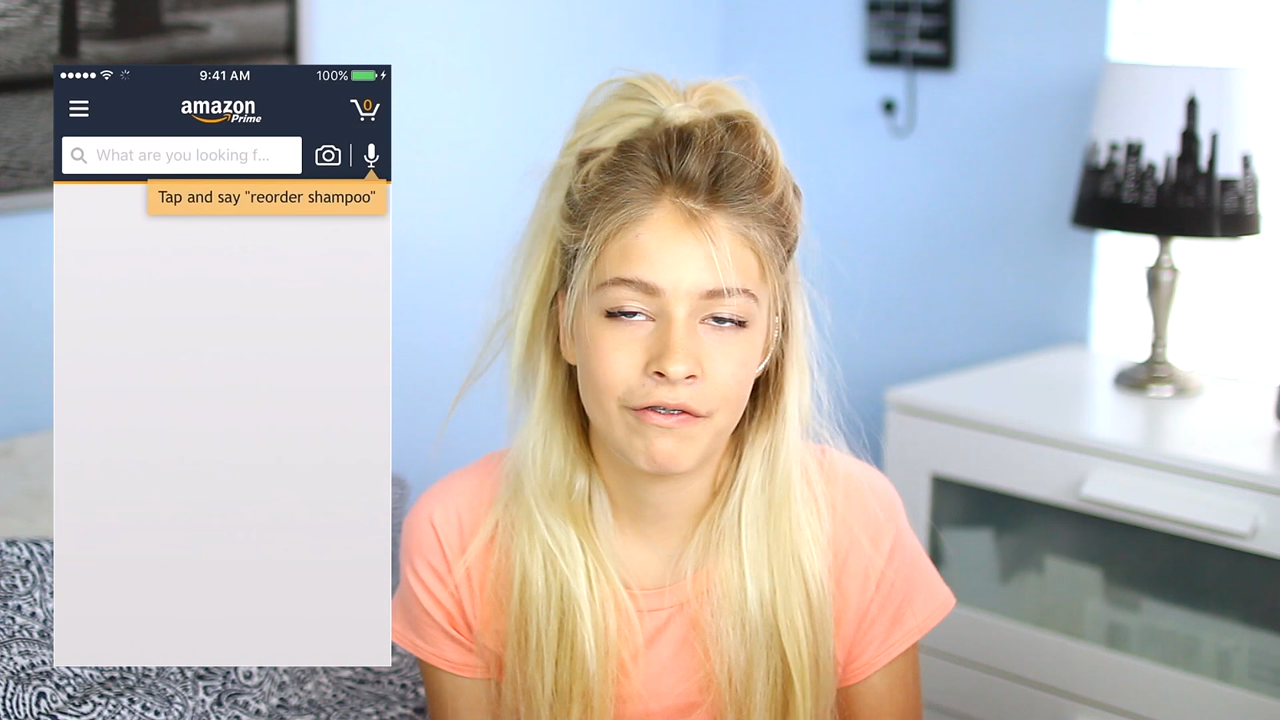 9:41 AM
100%
amazon
Prime
0
What are you looking f...
Tap and say "reorder shampoo"